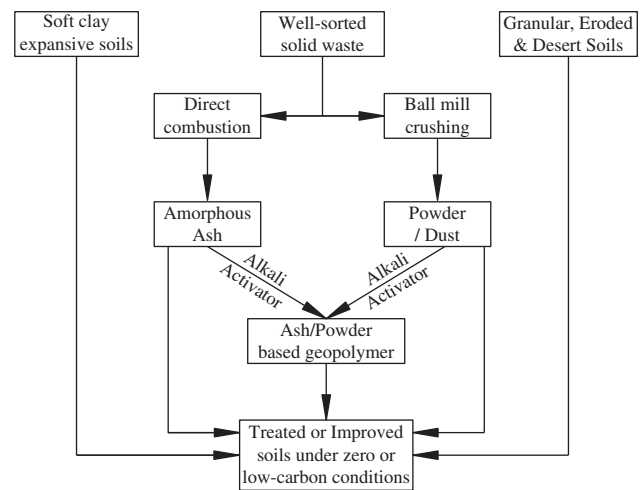 Soft clay
expansive soils
Well-sorted
solid waste
Granular, Eroded
& Desert Soils
Direct
combustion
Ball mill
crushing
Amorphous
Ash
Powder
/ Dust
Alkali
Activator
Alkali
Activator
Ash/Powder
based geopolymer
Treated or Improved
soils under zero or
low-carbon conditions